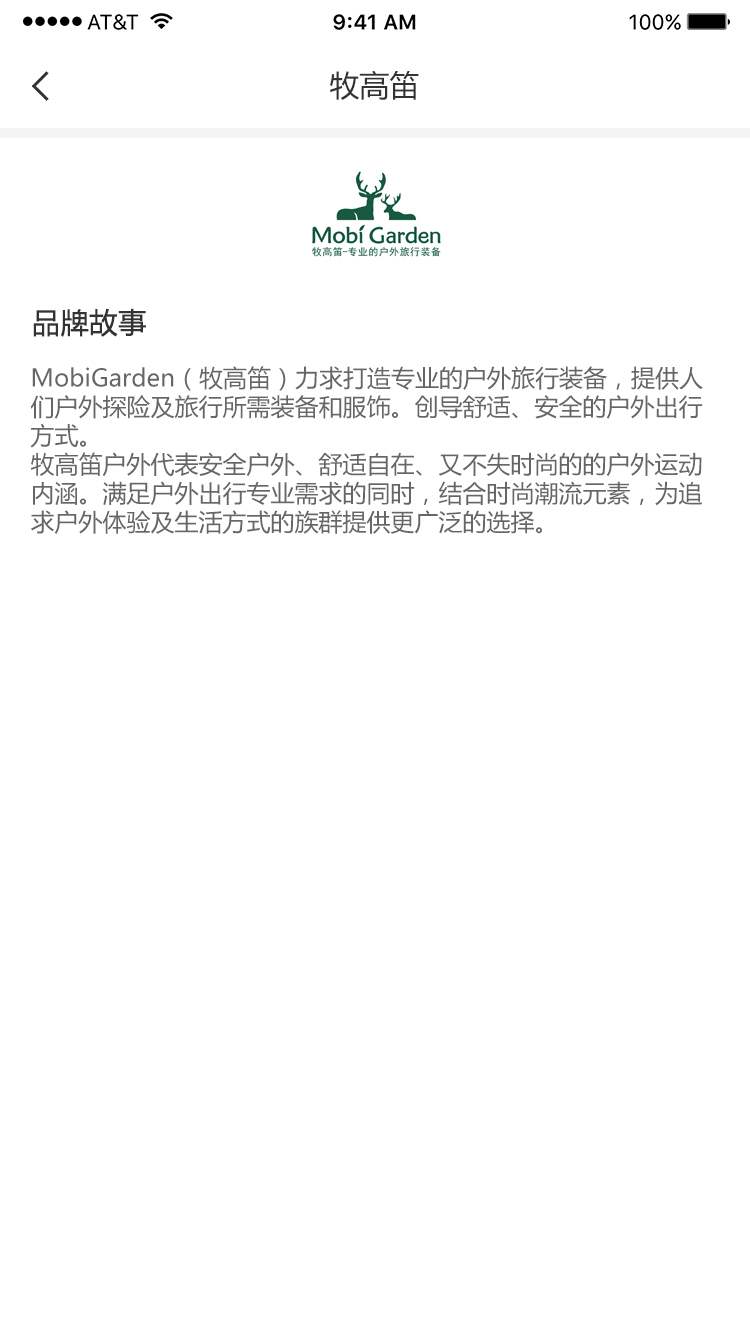 AT&T 9:41 AM 100%
牧高笛
Mobi Garden
牧高笛-专业的户外旅行装备
品牌故事
MobiGarden（牧高笛）力求打造专业的户外旅行装备，提供人
们户外探险及旅行所需装备和服饰。创导舒适、安全的户外出行
方式。
牧高笛户外代表安全户外、舒适自在、又不失时尚的的户外运动
内涵。满足户外出行专业需求的同时，结合时尚潮流元素，为追
求户外体验及生活方式的族群提供更广泛的选择。